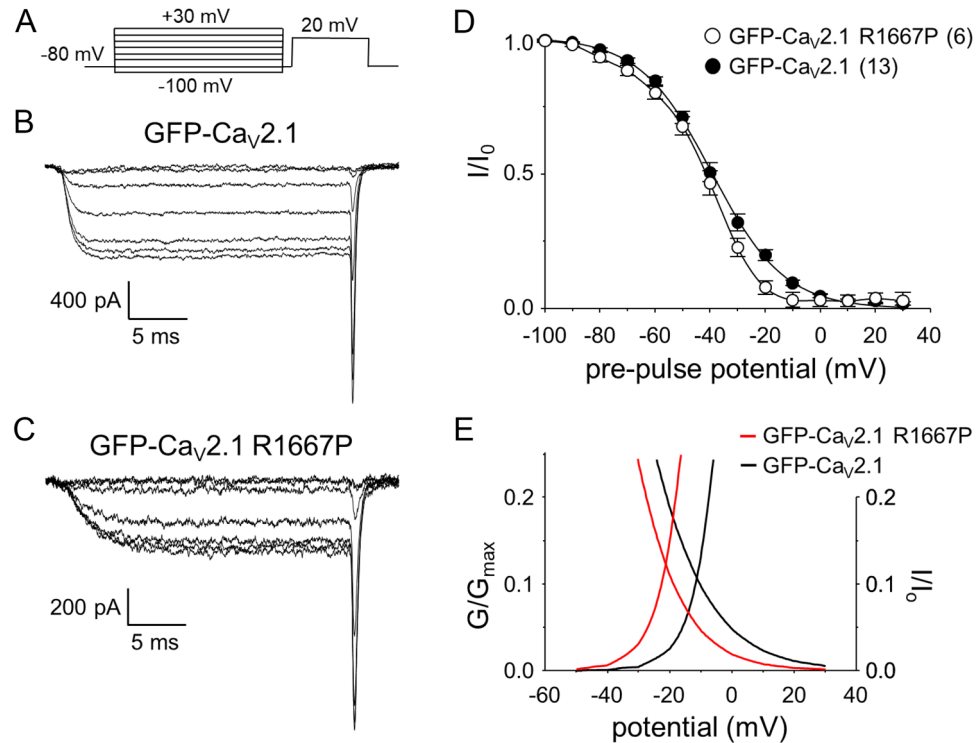 A
+30 mV
20 mV
-80 mV
-100 mV
B
GFP-CaV2.1
400 pA
5 ms
C
GFP-CaV2.1 R1667P
200 pA
5 ms
D
GFP-CaV2.1 R1667P (6)
GFP-CaV2.1 (13)
1.0
0.5
0.0
I/I0
-100 -80 -60 -40 -20 0 20 40
pre-pulse potential (mV)
E
GFP-CaV2.1 R1667P
GFP-CaV2.1
0.2 0.2
0.1 0.1
0.0 0.0
G/Gmax
I/Io
-60 -40 -20 0 20 40
potential (mV)